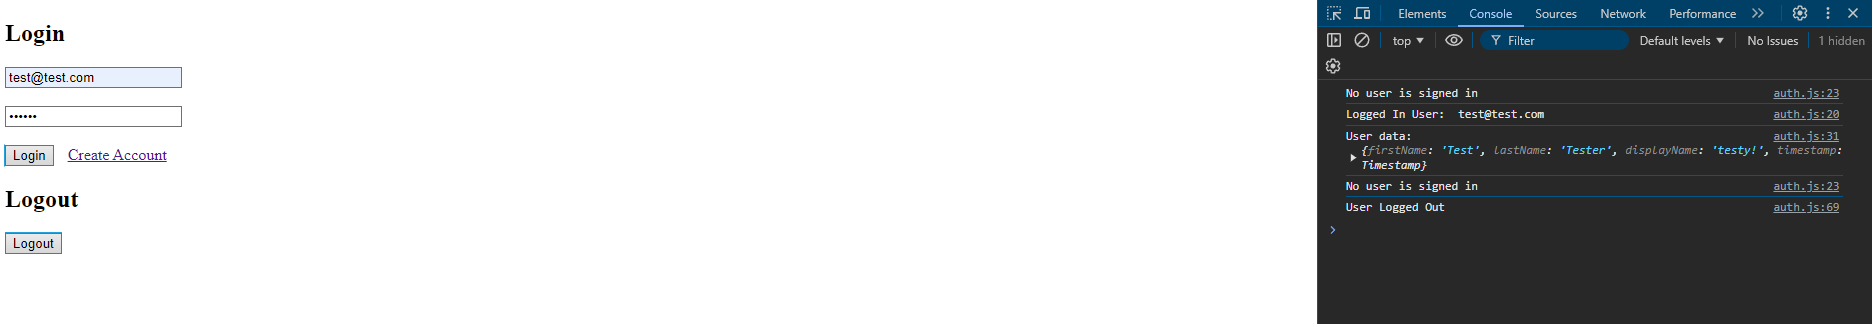 Login
test@test.com
••••••
Login Create Account
Logout
Logout
Elements Console Sources Network Performance
top Filter Default levels No Issues 1 hidden
No user is signed in auth.js:23
Logged In User: test@test.com auth.js:20
User data: auth.js:31
{firstName: 'Test', lastName: 'Tester', displayName: 'testy!', timestamp:
Timestamp}
No user is signed in auth.js:23
User Logged Out auth.js:69